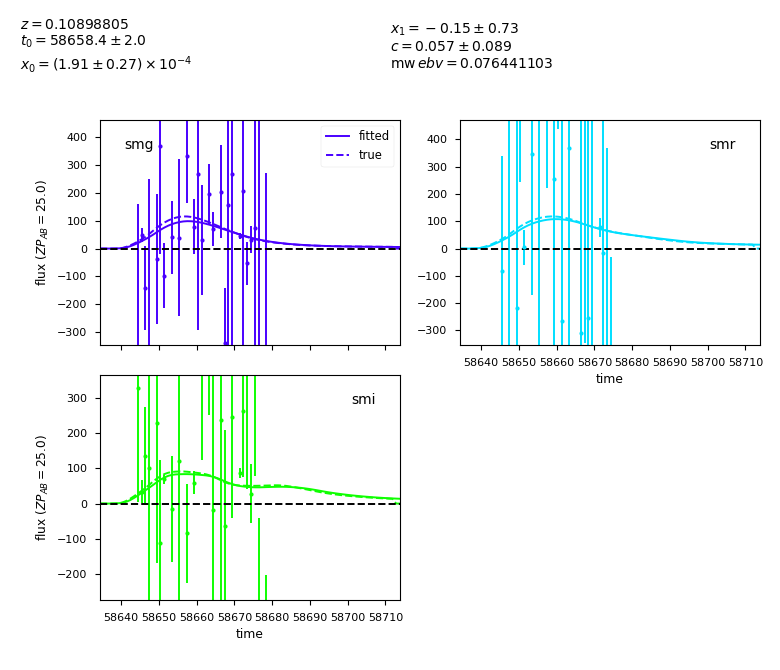 z = 0.10898805
t₀ = 58658.4 ± 2.0
x₀ = (1.91 ± 0.27) × 10⁻⁴
x₁ = −0.15 ± 0.73
c = 0.057 ± 0.089
mw ebv = 0.076441103
smg
fitted
true
400
300
200
100
0
−100
−200
−300
flux (ZP_AB = 25.0)
smr
400
300
200
100
0
−100
−200
−300
58640 58650 58660 58670 58680 58690 58700 58710
time
smi
300
200
100
0
−100
−200
flux (ZP_AB = 25.0)
58640 58650 58660 58670 58680 58690 58700 58710
time